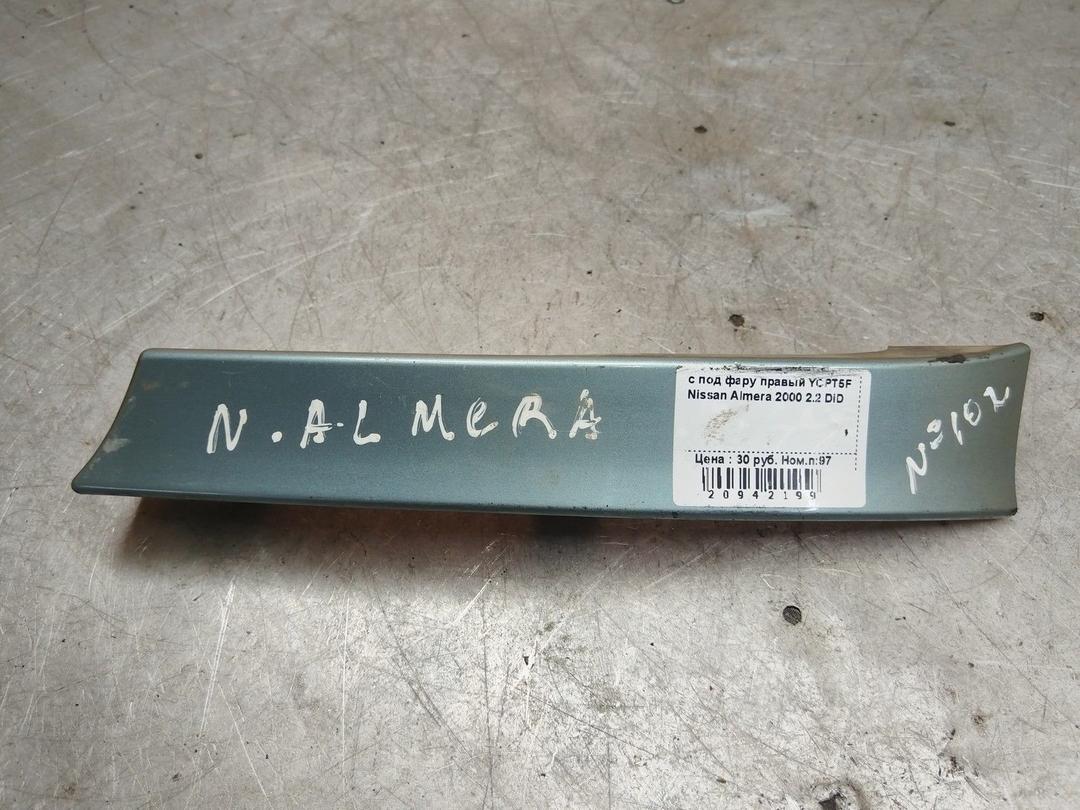 N. ALMERA
с под фару правый YCPT5F
Nissan Almera 2000 2.2 DiD
Цена : 30 руб. Ном.п:97
20942199
№102